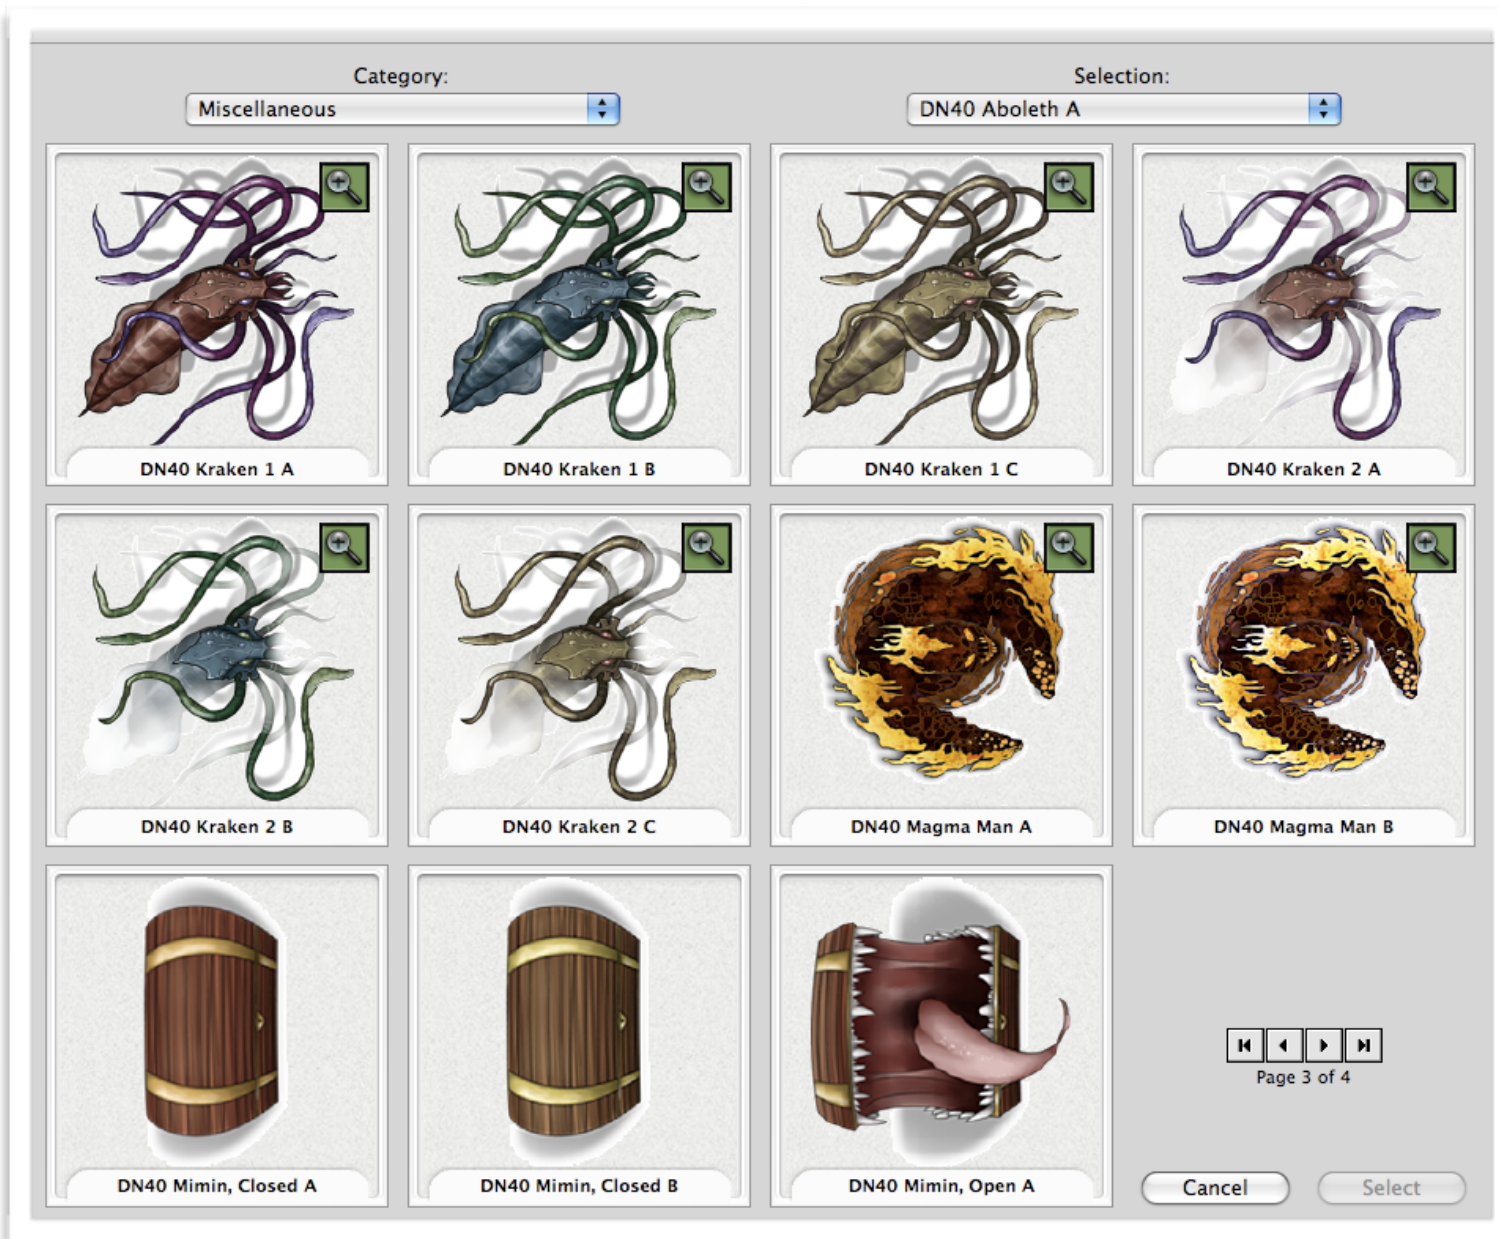 Category:
Selection:
Miscellaneous
DN40 Aboleth A
DN40 Kraken 1 A
DN40 Kraken 1 B
DN40 Kraken 1 C
DN40 Kraken 2 A
DN40 Kraken 2 B
DN40 Kraken 2 C
DN40 Magma Man A
DN40 Magma Man B
DN40 Mimin, Closed A
DN40 Mimin, Closed B
DN40 Mimin, Open A
Page 3 of 4
Cancel
Select